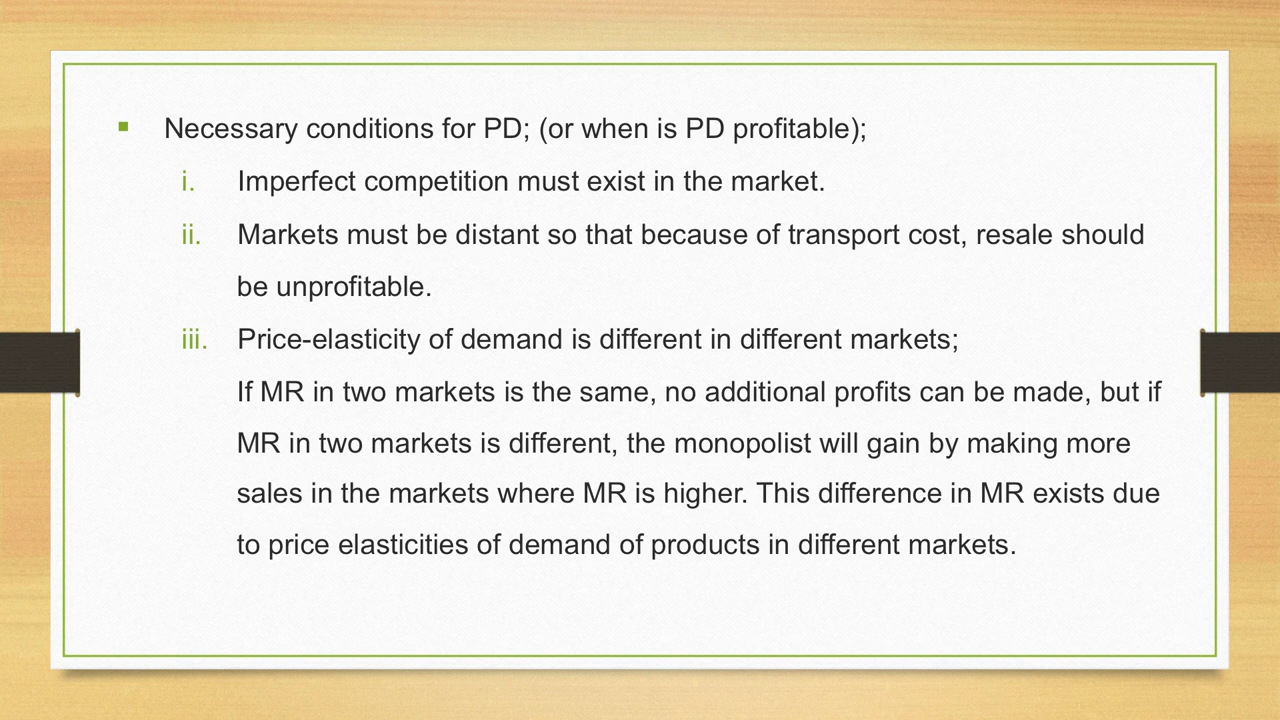 ▪ Necessary conditions for PD; (or when is PD profitable);
i. Imperfect competition must exist in the market.
ii. Markets must be distant so that because of transport cost, resale should
be unprofitable.
iii. Price-elasticity of demand is different in different markets;
If MR in two markets is the same, no additional profits can be made, but if
MR in two markets is different, the monopolist will gain by making more
sales in the markets where MR is higher. This difference in MR exists due
to price elasticities of demand of products in different markets.